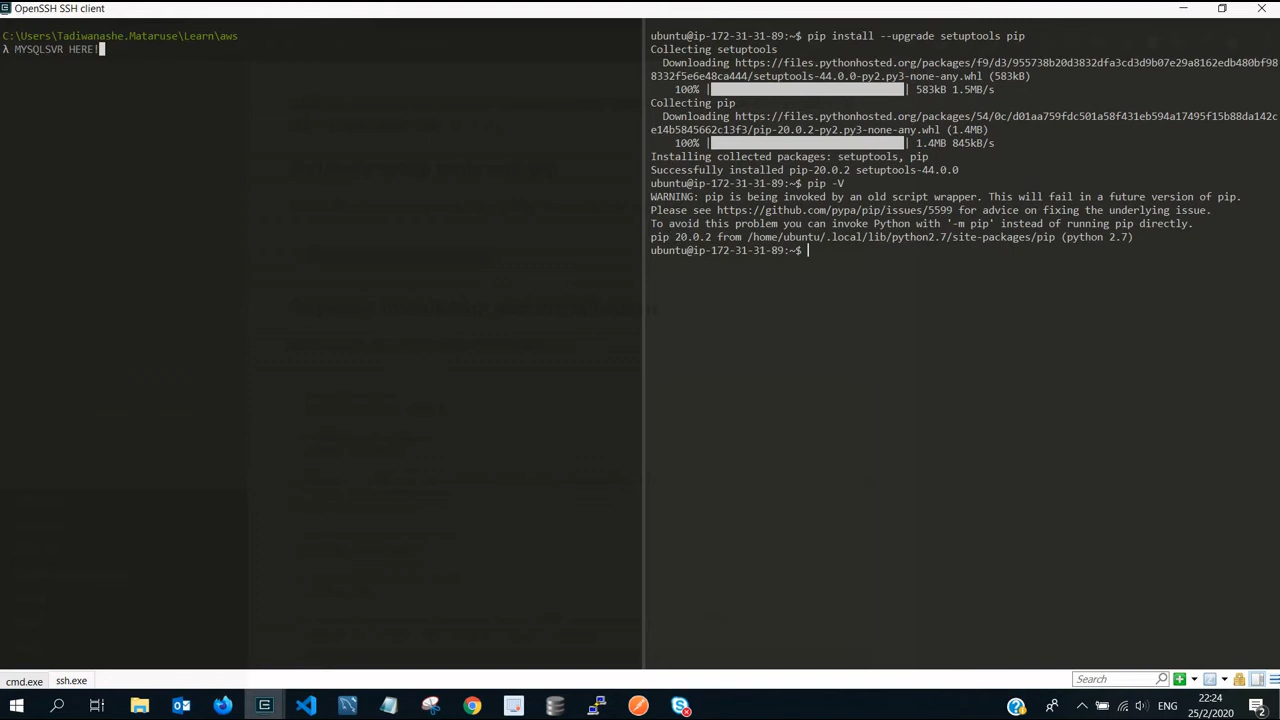 OpenSSH SSH client
C:\Users\Tadiwanashe.Mataruse\Learn\aws
λ MYSQLSVR HERE!
ubuntu@ip-172-31-31-89:~$ pip install --upgrade setuptools pip
Collecting setuptools
  Downloading https://files.pythonhosted.org/packages/f9/d3/955738b20d3832dfa3cd3d9b07e29a8162edb480bf98
8332f5e6e48ca444/setuptools-44.0.0-py2.py3-none-any.whl (583kB)
    100% |████████████████████████████████| 583kB 1.5MB/s
Collecting pip
  Downloading https://files.pythonhosted.org/packages/54/0c/d01aa759fdc501a58f431eb594a17495f15b88da142c
e14b5845662c13f3/pip-20.0.2-py2.py3-none-any.whl (1.4MB)
    100% |████████████████████████████████| 1.4MB 845kB/s
Installing collected packages: setuptools, pip
Successfully installed pip-20.0.2 setuptools-44.0.0
ubuntu@ip-172-31-31-89:~$ pip -V
WARNING: pip is being invoked by an old script wrapper. This will fail in a future version of pip.
Please see https://github.com/pypa/pip/issues/5599 for advice on fixing the underlying issue.
To avoid this problem you can invoke Python with '-m pip' instead of running pip directly.
pip 20.0.2 from /home/ubuntu/.local/lib/python2.7/site-packages/pip (python 2.7)
ubuntu@ip-172-31-31-89:~$
cmd.exe
ssh.exe
Search
ENG
22:24
25/2/2020
2